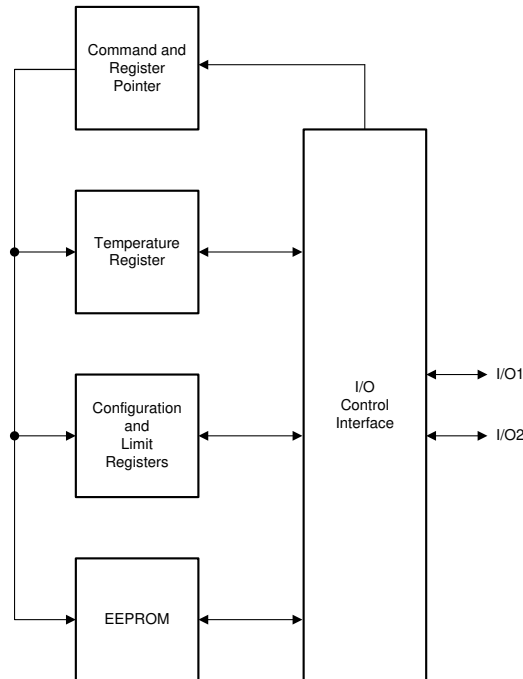 Command and
Register
Pointer
Temperature
Register
Configuration
and
Limit
Registers
EEPROM
I/O
Control
Interface
I/O1
I/O2